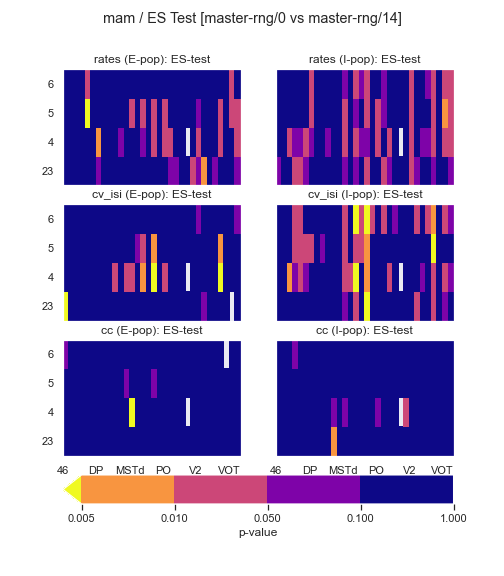 mam / ES Test [master-rng/0 vs master-rng/14]
rates (E-pop): ES-test
rates (I-pop): ES-test
6
5
4
23
cv_isi (E-pop): ES-test
cv_isi (I-pop): ES-test
6
5
4
23
cc (E-pop): ES-test
cc (I-pop): ES-test
6
5
4
23
46 DP MSTd PO V2 VOT
46 DP MSTd PO V2 VOT
0.005 0.010 0.050 0.100 1.000
p-value